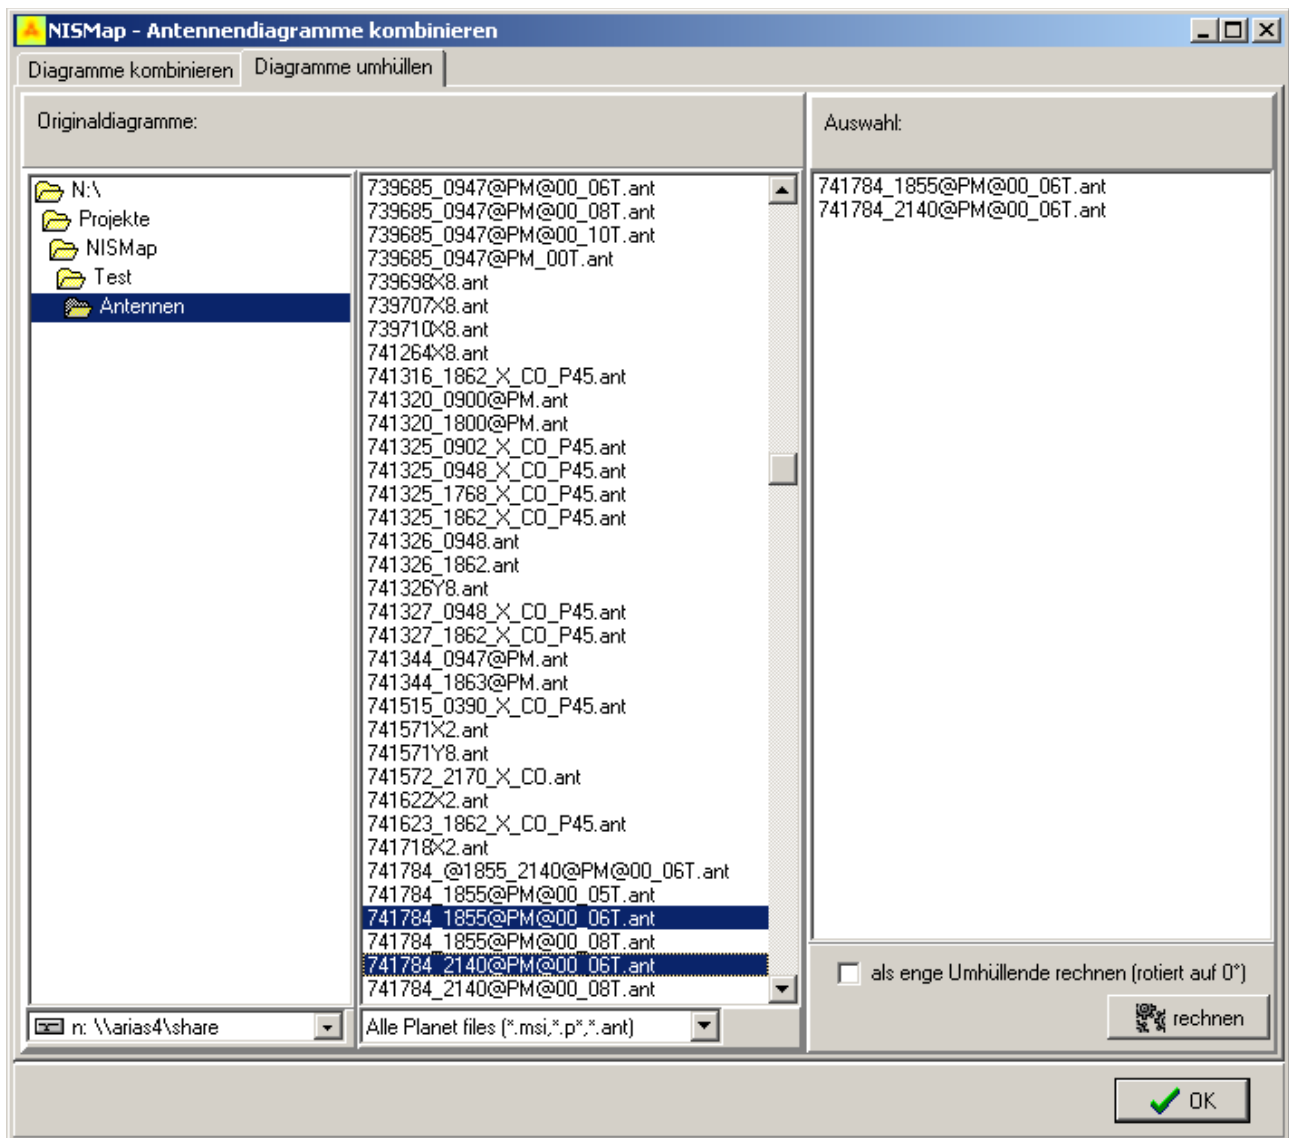 NISMap - Antennendiagramme kombinieren
Diagramme kombinieren
Diagramme umhüllen
Originaldiagramme:
Auswahl:
N:\
Projekte
NISMap
Test
Antennen
n: \\arias4\share
739685_0947@PM@00_06T.ant
739685_0947@PM@00_08T.ant
739685_0947@PM@00_10T.ant
739685_0947@PM_00T.ant
739698X8.ant
739707X8.ant
739710X8.ant
741264X8.ant
741316_1862_X_CO_P45.ant
741320_0900@PM.ant
741320_1800@PM.ant
741325_0902_X_CO_P45.ant
741325_0948_X_CO_P45.ant
741325_1768_X_CO_P45.ant
741325_1862_X_CO_P45.ant
741326_0948.ant
741326_1862.ant
741326Y8.ant
741327_0948_X_CO_P45.ant
741327_1862_X_CO_P45.ant
741344_0947@PM.ant
741344_1863@PM.ant
741515_0390_X_CO_P45.ant
741571X2.ant
741571Y8.ant
741572_2170_X_CO.ant
741622X2.ant
741623_1862_X_CO_P45.ant
741718X2.ant
741784_@1855_2140@PM@00_06T.ant
741784_1855@PM@00_05T.ant
741784_1855@PM@00_06T.ant
741784_1855@PM@00_08T.ant
741784_2140@PM@00_06T.ant
741784_2140@PM@00_08T.ant
Alle Planet files (*.msi,*.p*,*.ant)
741784_1855@PM@00_06T.ant
741784_2140@PM@00_06T.ant
als enge Umhüllende rechnen (rotiert auf 0°)
rechnen
OK